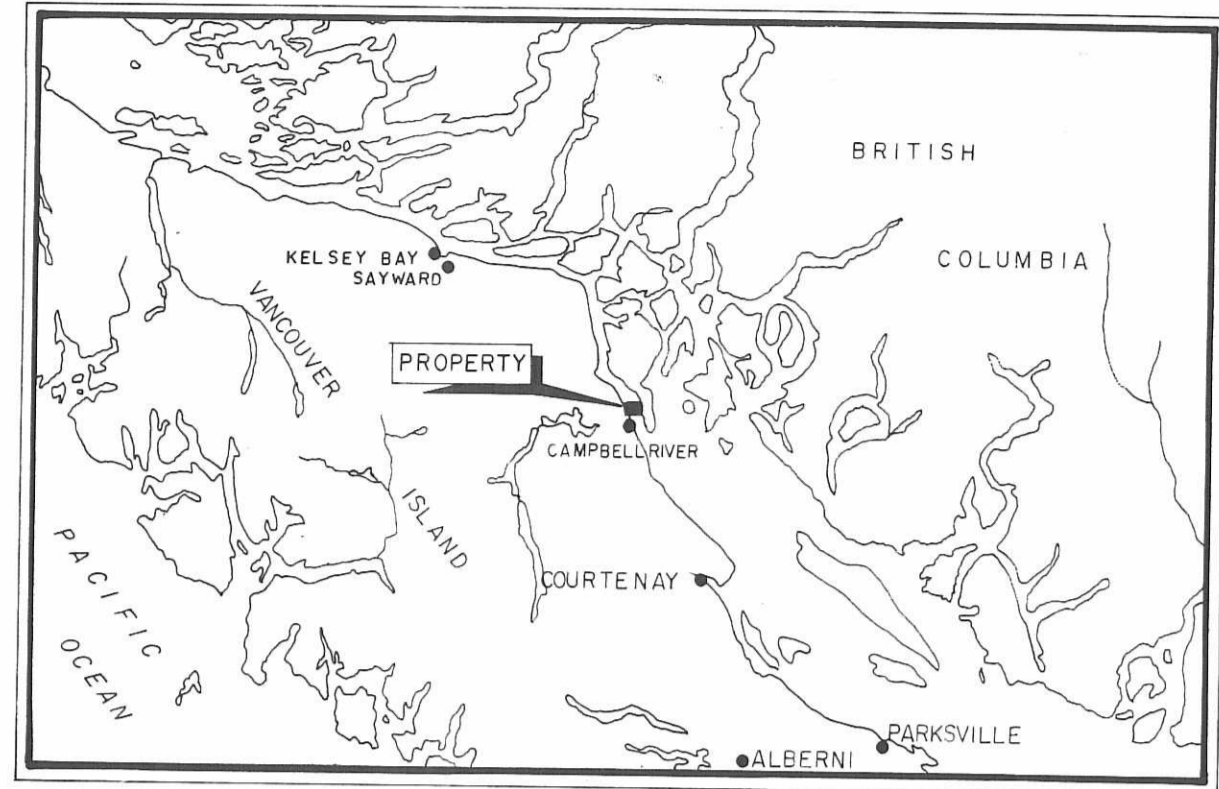 BRITISH
COLUMBIA
KELSEY BAY
SAYWARD
VANCOUVER
ISLAND
PROPERTY
CAMPBELL RIVER
COURTENAY
PACIFIC
OCEAN
PARKSVILLE
ALBERNI